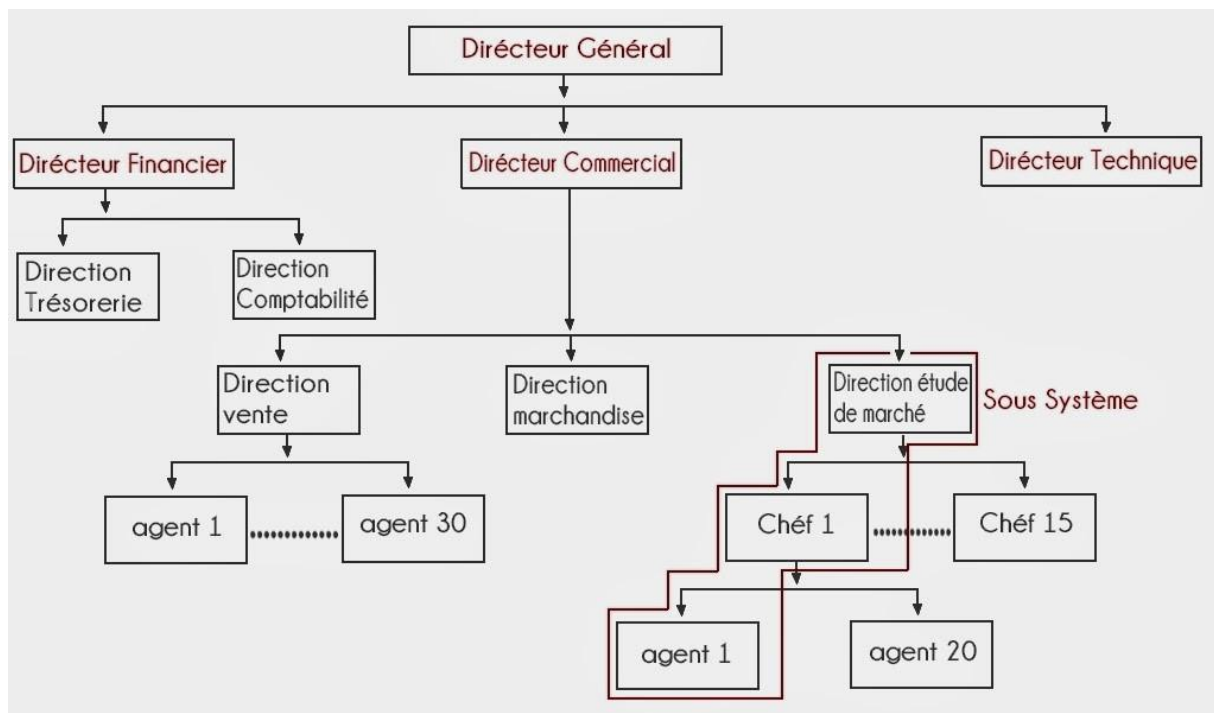 Dirécteur Général
Dirécteur Financier
Dirécteur Commercial
Dirécteur Technique
Direction
Trésorerie
Direction
Comptabilité
Direction
vente
Direction
marchandise
Direction étude
de marché
Sous Système
agent 1
agent 30
Chéf 1
Chéf 15
agent 1
agent 20